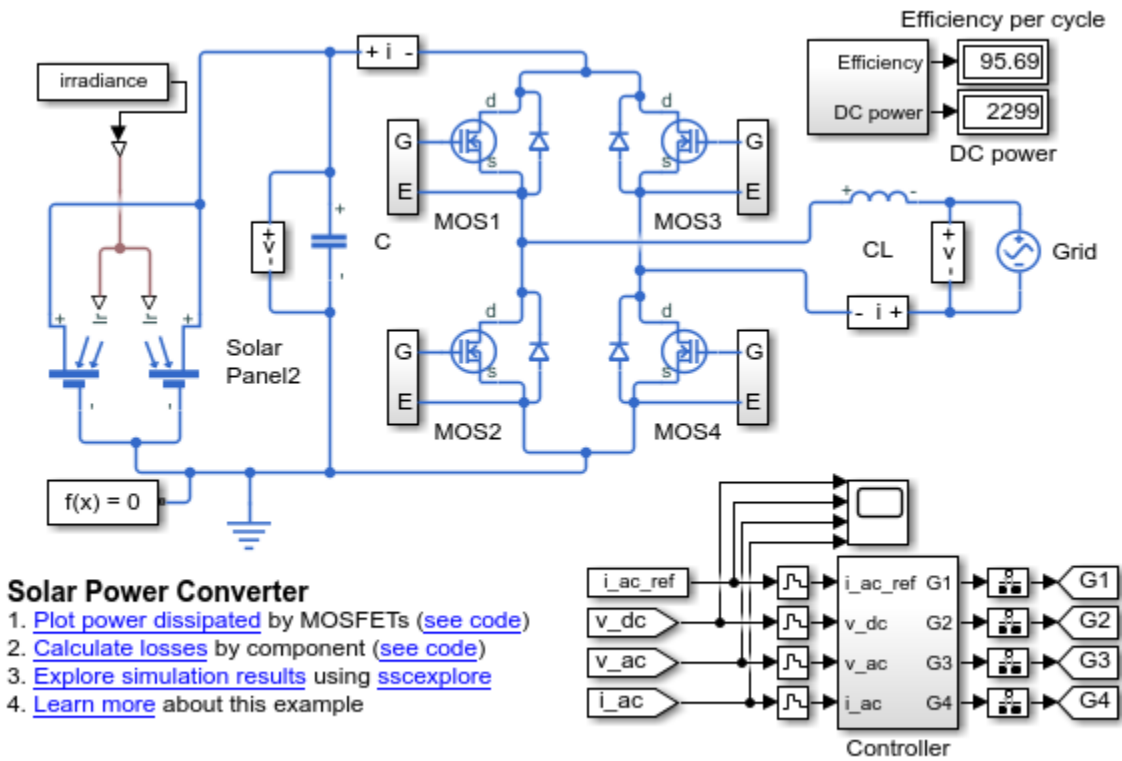 Efficiency per cycle
irradiance
+ i -
Efficiency
95.69
DC power
2299
DC power
d
d
G
G
s
s
E
E
MOS1
MOS3
+
-
+
C
+ v -
-
CL
+ v -
Grid
- i +
Ir
Ir
+
+
d
d
Solar
Panel2
G
G
s
s
E
E
-
-
MOS2
MOS4
f(x) = 0
Solar Power Converter
1. Plot power dissipated by MOSFETs (see code)
2. Calculate losses by component (see code)
3. Explore simulation results using sscexplore
4. Learn more about this example
i_ac_ref
i_ac_ref
G1
G1
v_dc
v_dc
G2
G2
v_ac
v_ac
G3
G3
i_ac
i_ac
G4
G4
Controller